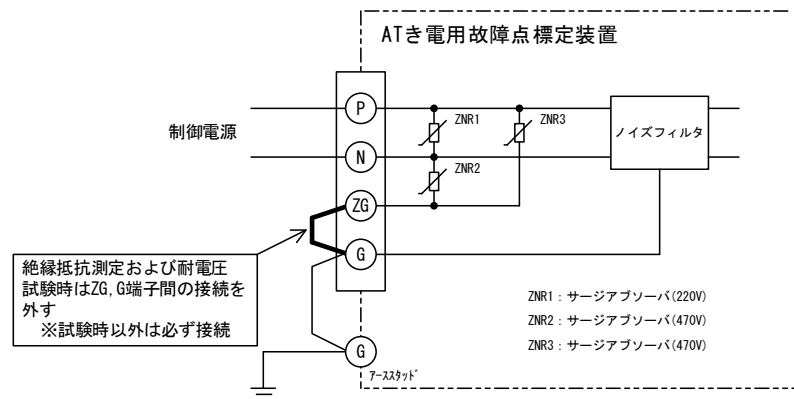 ATき電用故障点標定装置
P
制御電源
N
ZG
G
ZNR1
ZNR3
ZNR2
ノイズフィルタ
絶縁抵抗測定および耐電圧
試験時はZG,G端子間の接続を
外す
※試験時以外は必ず接続
ZNR1：サージアブソーバ(220V)
ZNR2：サージアブソーバ(470V)
ZNR3：サージアブソーバ(470V)
G
ｱｰｽｽﾀｯﾄﾞ